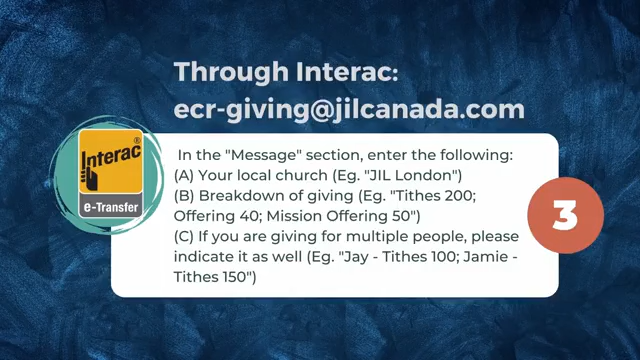 Through Interac:
ecr-giving@jilcanada.com
Interac®
e-Transfer
In the "Message" section, enter the following:
(A) Your local church (Eg. "JIL London")
(B) Breakdown of giving (Eg. "Tithes 200;
Offering 40; Mission Offering 50")
(C) If you are giving for multiple people, please
indicate it as well (Eg. "Jay - Tithes 100; Jamie -
Tithes 150")
3